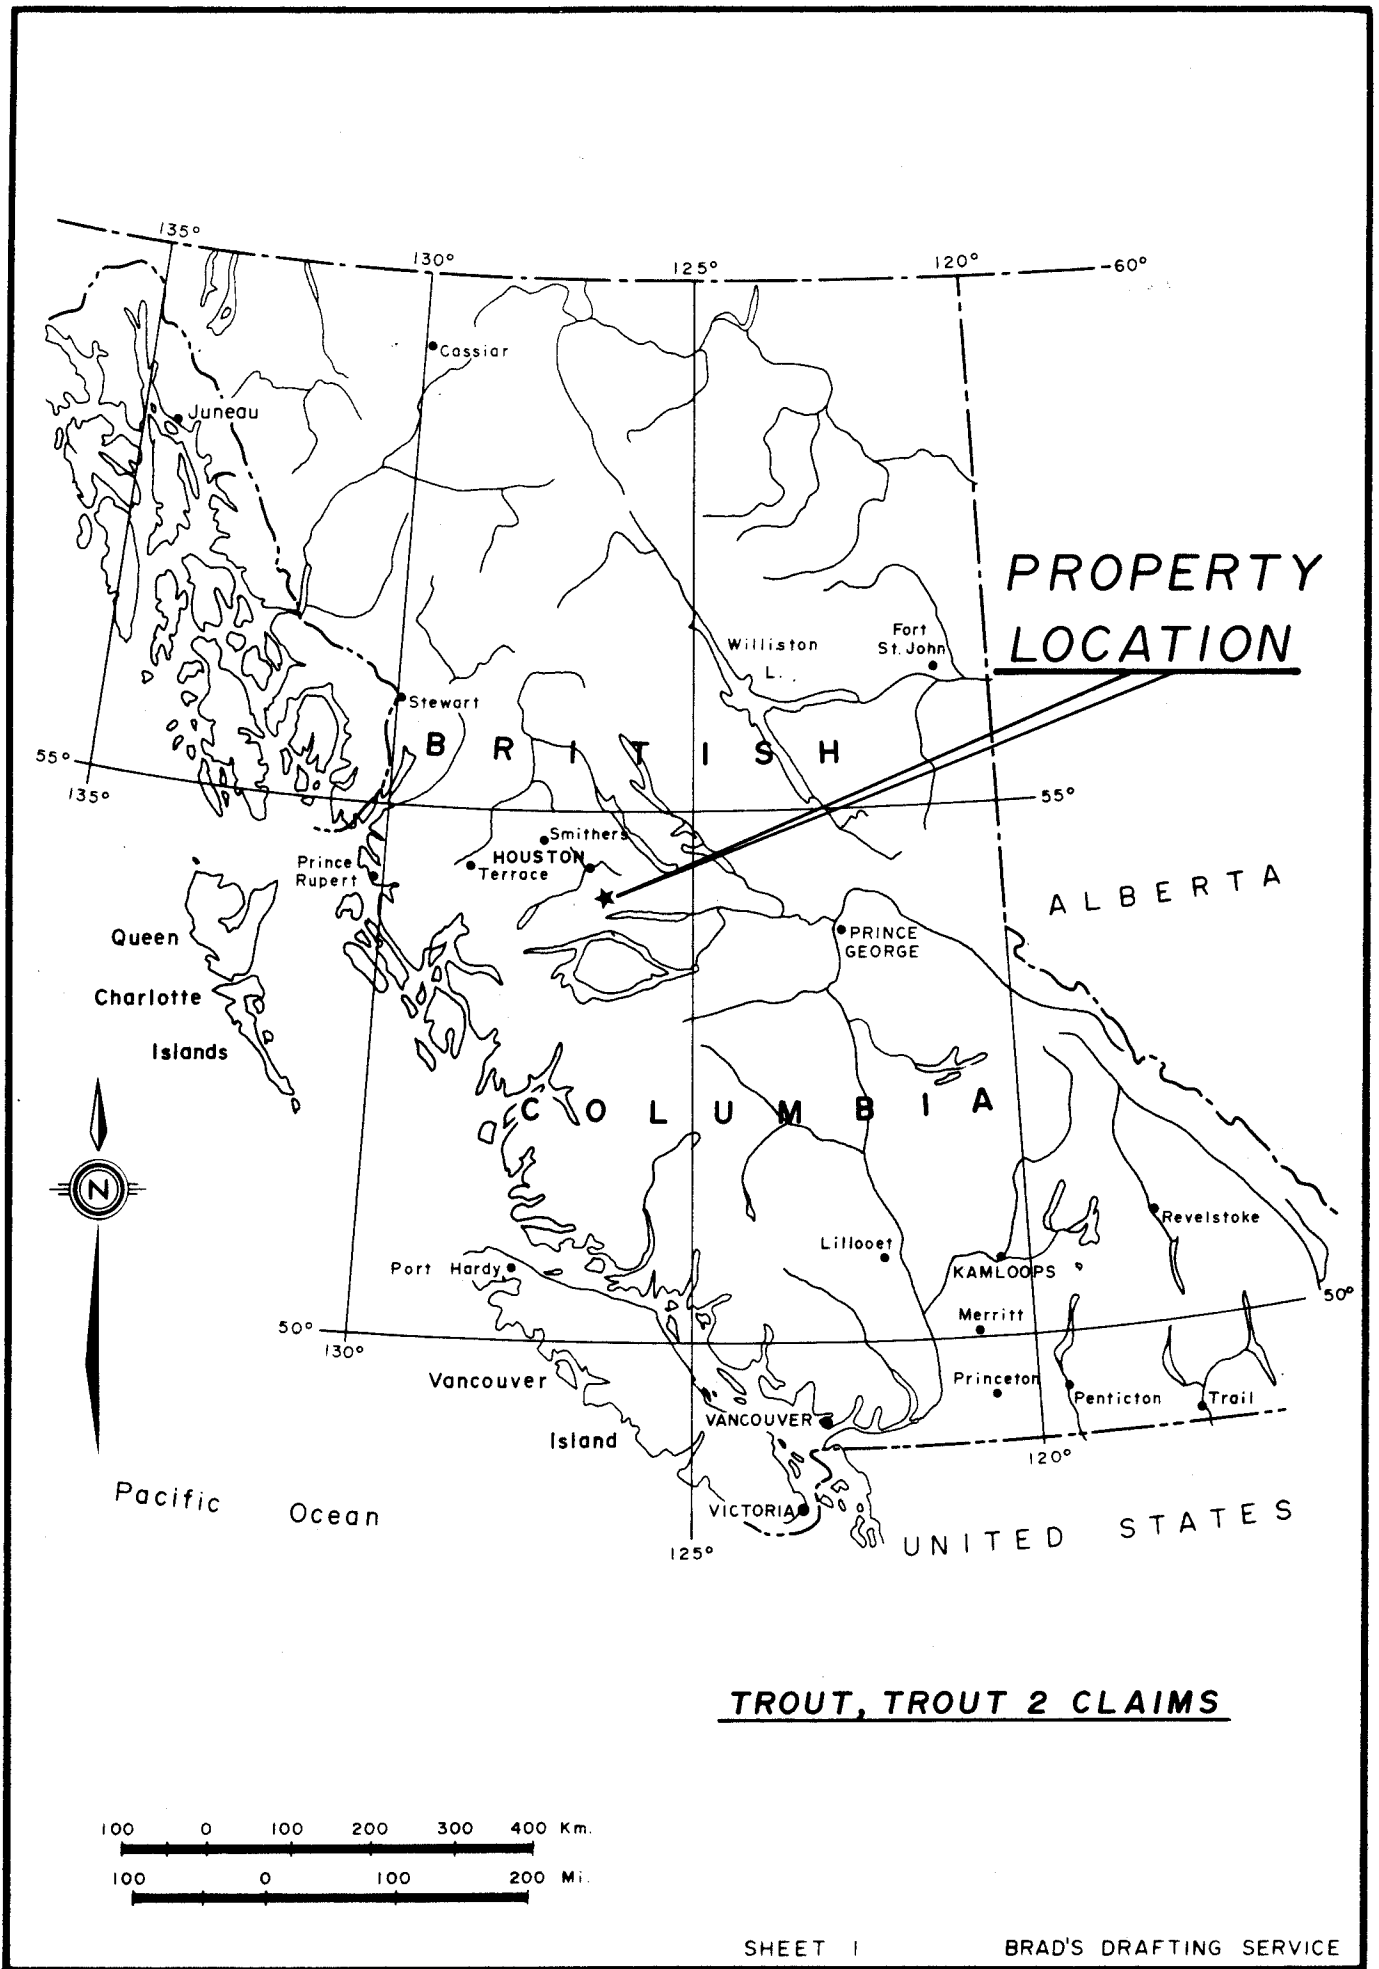 135°
130°
125°
120°
-60°
Cassiar
Juneau
PROPERTY
LOCATION
Williston
L.
Fort
St. John
Stewart
BRITISH
55°
135°
55°
Smithers
HOUSTON
Terrace
Prince
Rupert
ALBERTA
Queen
Charlotte
Islands
PRINCE
GEORGE
COLUMBIA
N
Revelstoke
Lillooet
KAMLOOPS
Port Hardy
Merritt
50°
50°
130°
Vancouver
Island
Princeton
Penticton
Trail
VANCOUVER
120°
VICTORIA
Pacific Ocean
UNITED STATES
125°
TROUT, TROUT 2 CLAIMS
100 0 100 200 300 400 Km.
100 0 100 200 Mi.
SHEET 1
BRAD'S DRAFTING SERVICE